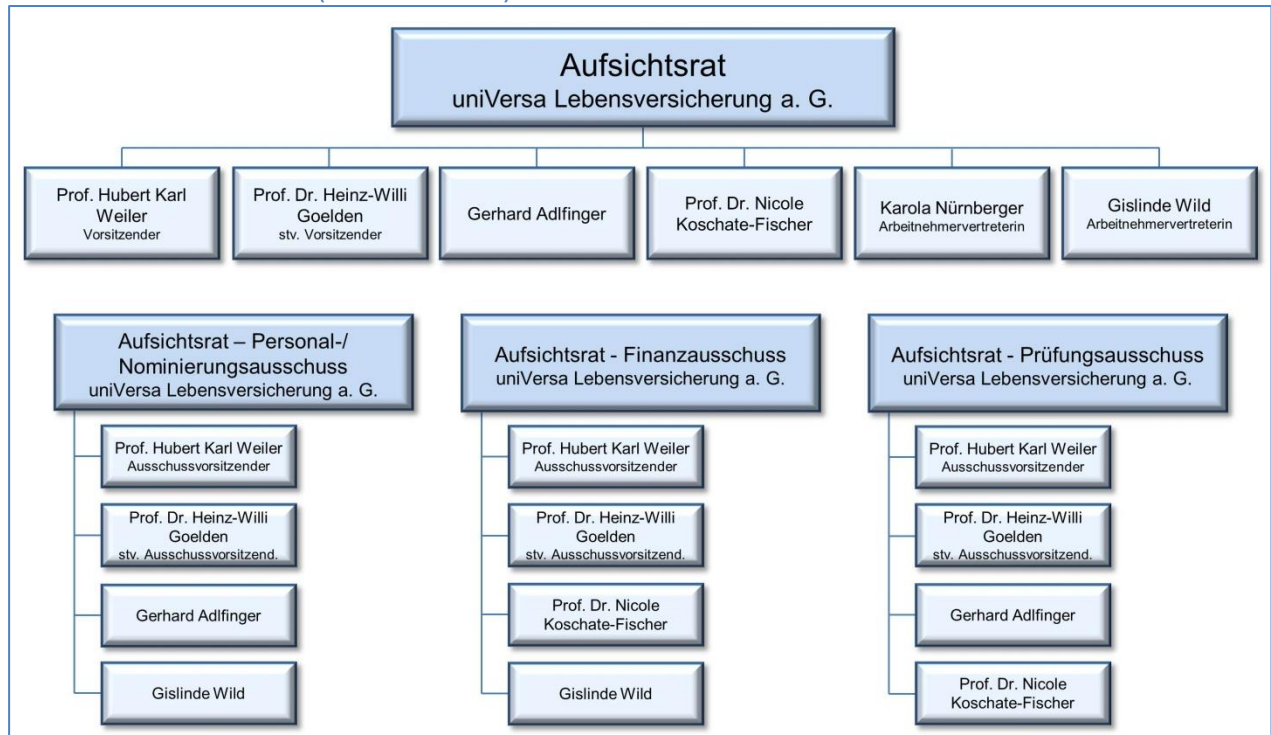 Aufsichtsrat
uniVersa Lebensversicherung a. G.
Prof. Hubert Karl
Weiler
Vorsitzender
Prof. Dr. Heinz-Willi
Goelden
stv. Vorsitzender
Gerhard Adlfinger
Prof. Dr. Nicole
Koschate-Fischer
Karola Nürnberger
Arbeitnehmervertreterin
Gislinde Wild
Arbeitnehmervertreterin
Aufsichtsrat – Personal-/
Nominierungsausschuss
uniVersa Lebensversicherung a. G.
Prof. Hubert Karl Weiler
Ausschussvorsitzender
Prof. Dr. Heinz-Willi
Goelden
stv. Ausschussvorsitzend.
Gerhard Adlfinger
Gislinde Wild
Aufsichtsrat - Finanzausschuss
uniVersa Lebensversicherung a. G.
Prof. Hubert Karl Weiler
Ausschussvorsitzender
Prof. Dr. Heinz-Willi
Goelden
stv. Ausschussvorsitzend.
Prof. Dr. Nicole
Koschate-Fischer
Gislinde Wild
Aufsichtsrat - Prüfungsausschuss
uniVersa Lebensversicherung a. G.
Prof. Hubert Karl Weiler
Ausschussvorsitzender
Prof. Dr. Heinz-Willi
Goelden
stv. Ausschussvorsitzend.
Gerhard Adlfinger
Prof. Dr. Nicole
Koschate-Fischer